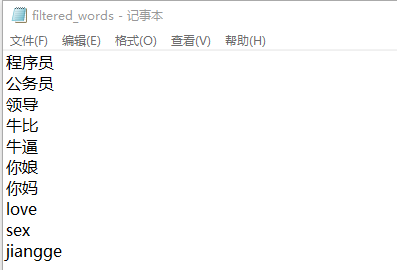 filtered_words - 记事本
文件(F) 编辑(E) 格式(O) 查看(V) 帮助(H)
程序员
公务员
领导
牛比
牛逼
你娘
你妈
love
sex
jiangge